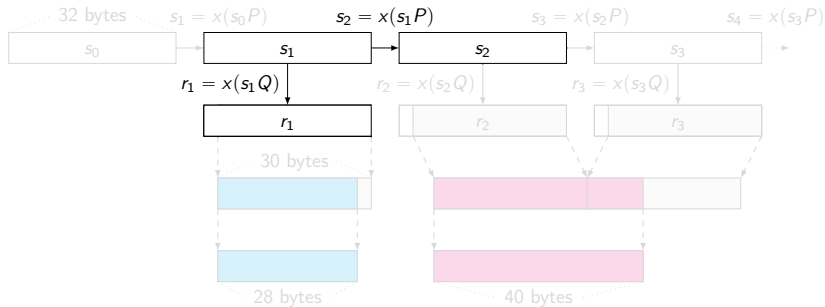 32 bytes
s₁ = x(s₀P)
s₂ = x(s₁P)
s₃ = x(s₂P)
s₄ = x(s₃P)
s₀
s₁
s₂
s₃
r₁ = x(s₁Q)
r₂ = x(s₂Q)
r₃ = x(s₃Q)
r₁
r₂
r₃
30 bytes
28 bytes
40 bytes